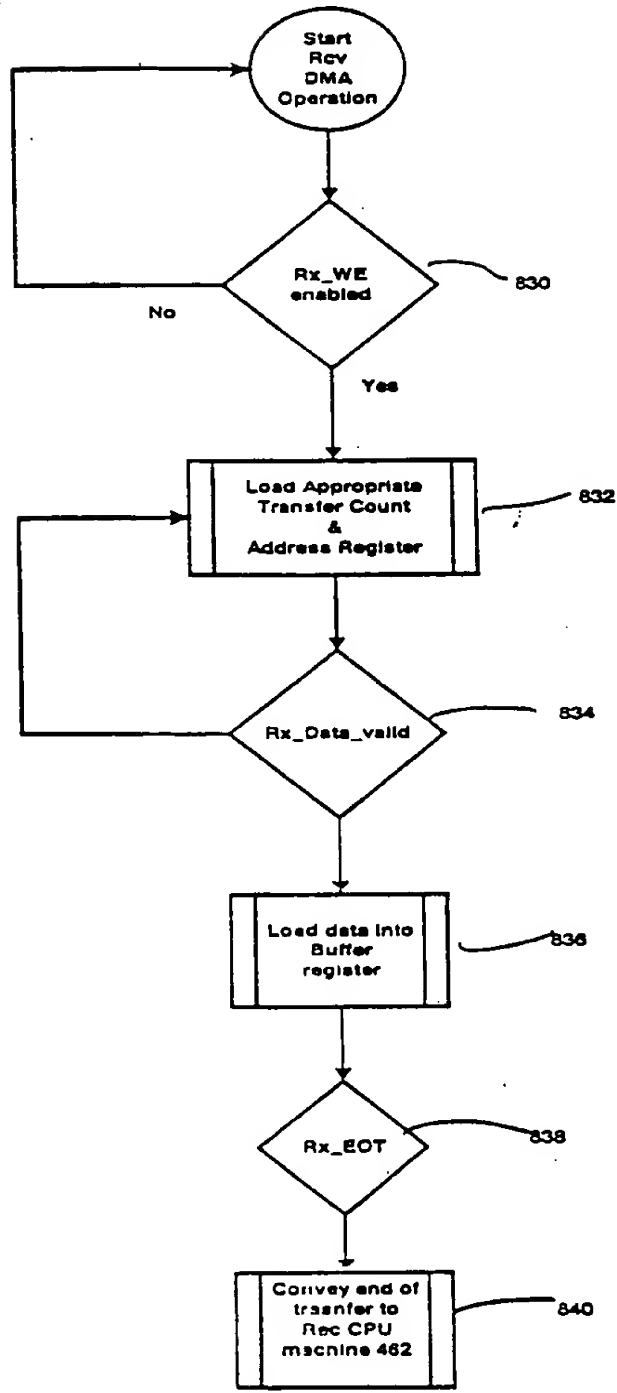 Start
Rcv
DMA
Operation
Rx_WE
enabled
830
No
Yes
Load Appropriate
Transfer Count
&
Address Register
832
Rx_Data_valid
834
Load data into
Buffer
register
836
Rx_EOT
838
Convey end of
trasnfer to
Rec CPU
machine 462
840